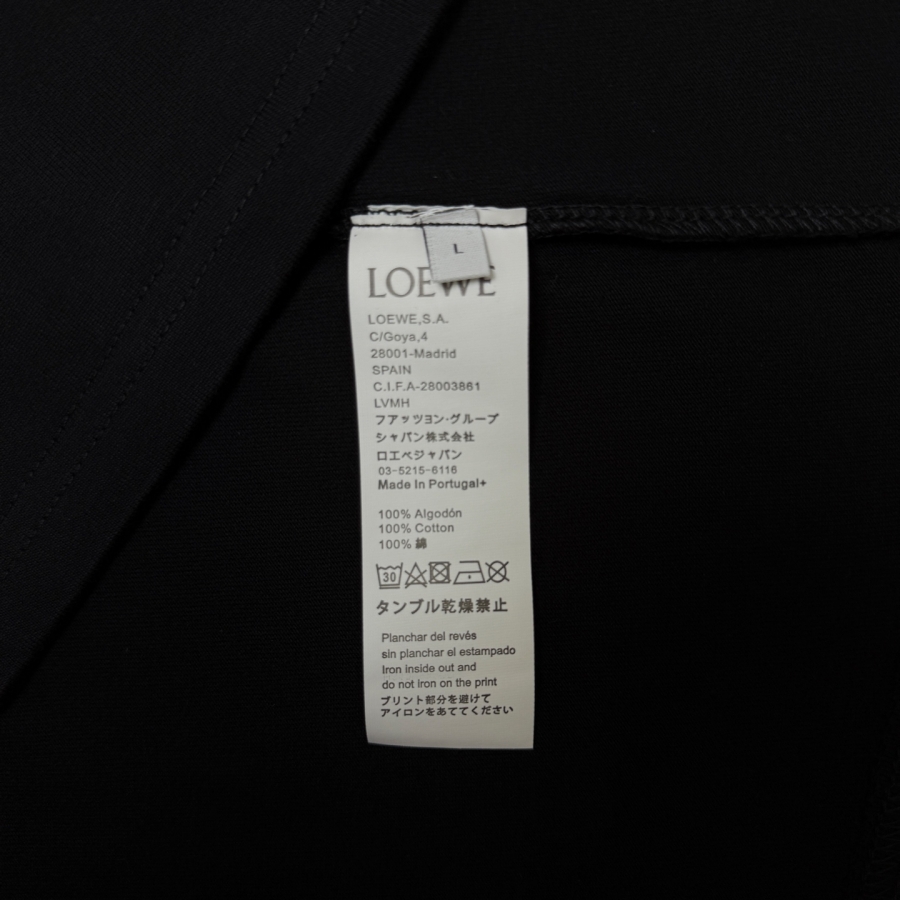 L
LOEWE
LOEWE,S.A.
C/Goya,4
28001-Madrid
SPAIN
C.I.F.A-28003861
LVMH
フアッツヨン·グループ
シャパン株式会社
ロエベジャパン
03-5215-6116
Made In Portugal+
100% Algodón
100% Cotton
100% 綿
30
タンブル乾燥禁止
Planchar del revés
sin planchar el estampado
Iron inside out and
do not iron on the print
プリント部分を避けて
アイロンをあててください